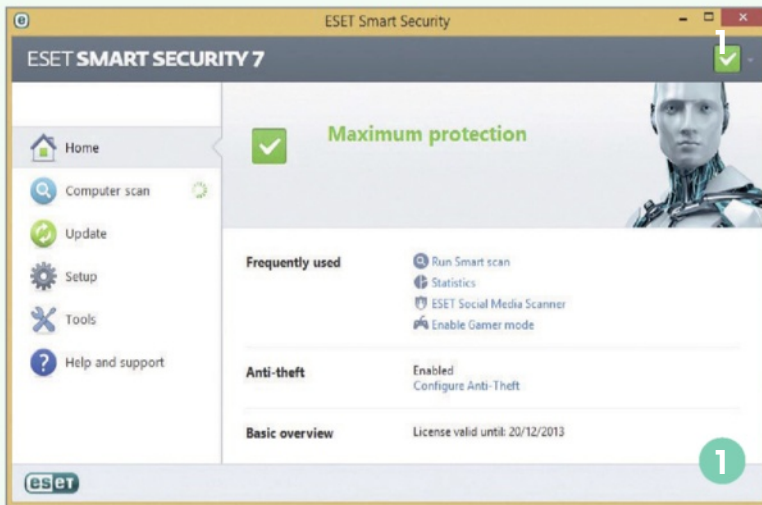 ESET Smart Security
1
ESET SMART SECURITY 7
Home
Computer scan
Update
Setup
Tools
Help and support
Maximum protection
Frequently used
Run Smart scan
Statistics
ESET Social Media Scanner
Enable Gamer mode
Anti-theft
Enabled
Configure Anti-Theft
Basic overview
License valid until: 20/12/2013
1
eset